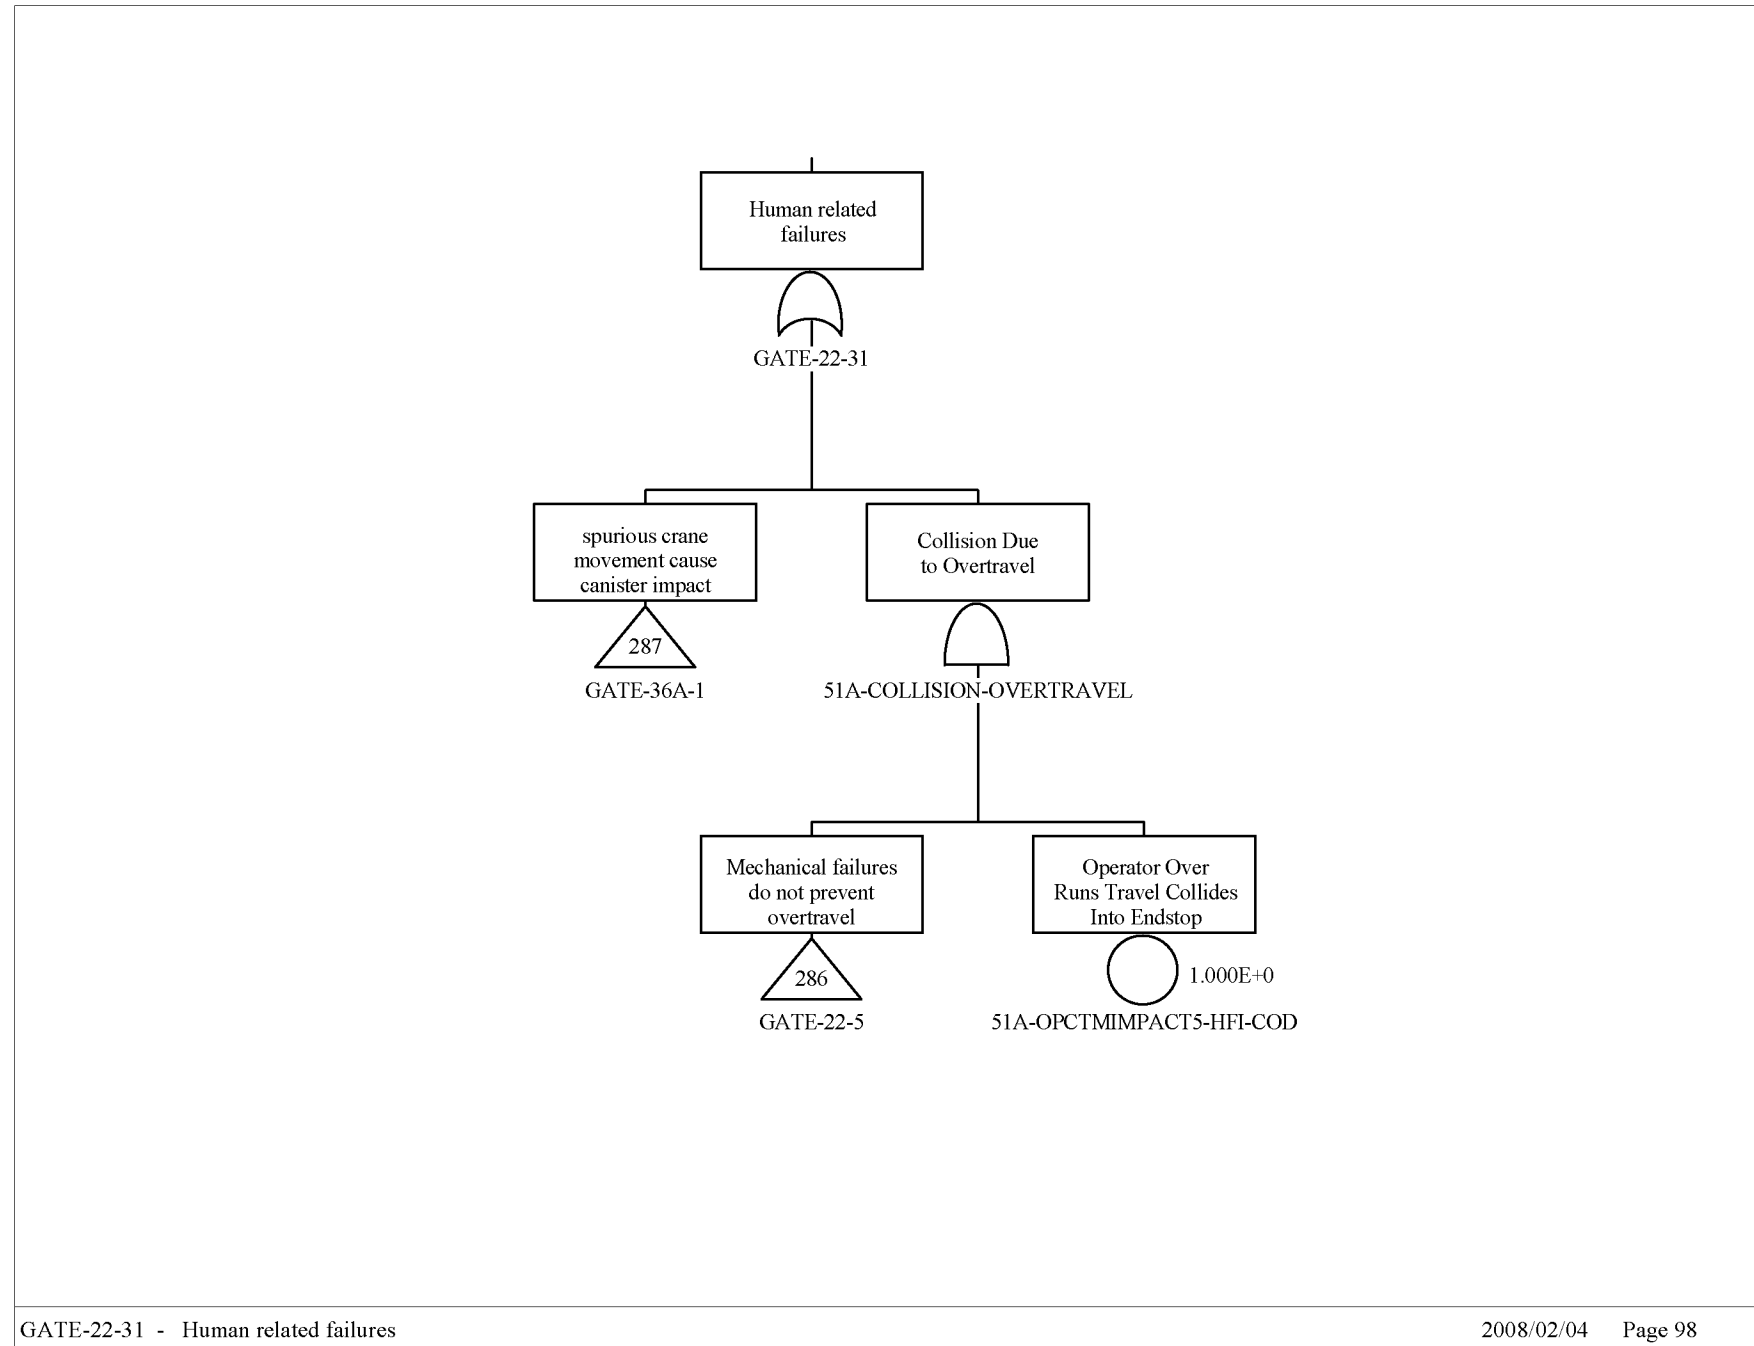 Human related
failures
GATE-22-31
spurious crane
movement cause
canister impact
287
GATE-36A-1
Collision Due
to Overtravel
51A-COLLISION-OVERTRAVEL
Mechanical failures
do not prevent
overtravel
286
GATE-22-5
Operator Over
Runs Travel Collides
Into Endstop
1.000E+0
51A-OPCTMIMPACT5-HFI-COD
GATE-22-31 - Human related failures
2008/02/04 Page 98